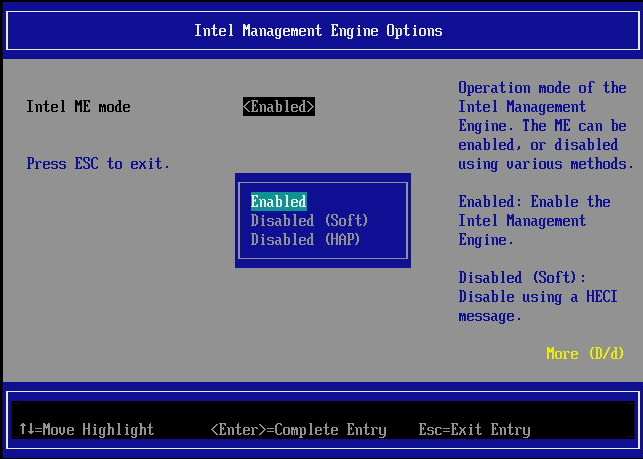 Intel Management Engine Options
Intel ME mode
<Enabled>
Press ESC to exit.
Enabled
Disabled (Soft)
Disabled (HAP)
Operation mode of the
Intel Management
Engine. The ME can be
enabled, or disabled
using various methods.
Enabled: Enable the
Intel Management
Engine.
Disabled (Soft):
Disable using a HECI
message.
More (D/d)
↑↓=Move Highlight
<Enter>=Complete Entry
Esc=Exit Entry